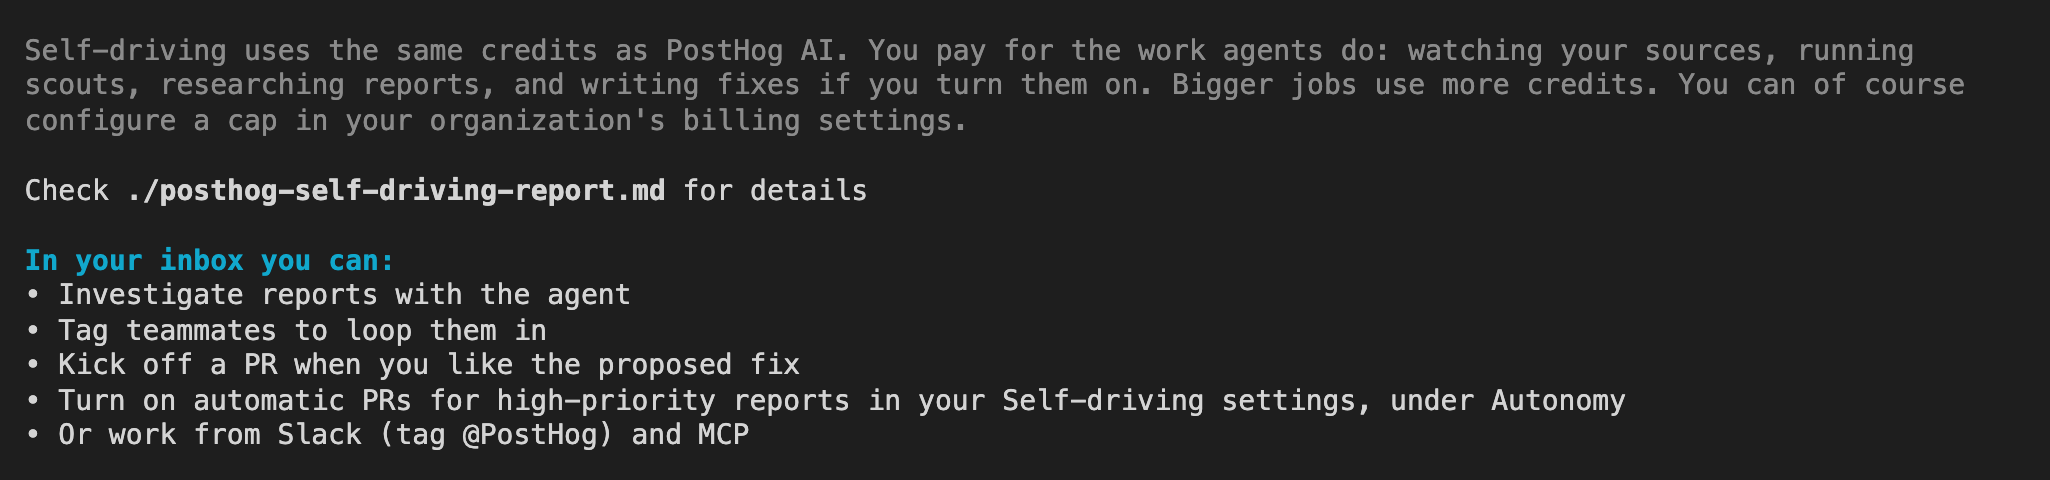 Self-driving uses the same credits as PostHog AI. You pay for the work agents do: watching your sources, running
scouts, researching reports, and writing fixes if you turn them on. Bigger jobs use more credits. You can of course
configure a cap in your organization's billing settings.
Check ./posthog-self-driving-report.md for details
In your inbox you can:
• Investigate reports with the agent
• Tag teammates to loop them in
• Kick off a PR when you like the proposed fix
• Turn on automatic PRs for high-priority reports in your Self-driving settings, under Autonomy
• Or work from Slack (tag @PostHog) and MCP